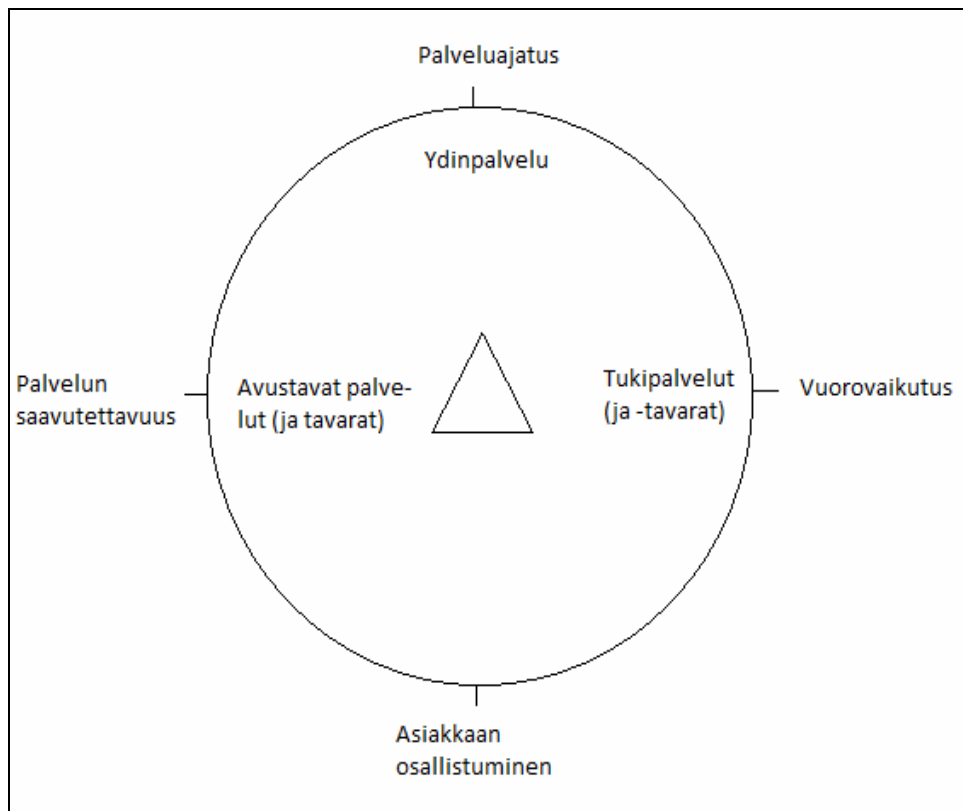 Palveluajatus
Ydinpalvelu
Palvelun
saavutettavuus
Avustavat palve-
lut (ja tavarat)
Tukipalvelut
(ja -tavarat)
Vuorovaikutus
Asiakkaan
osallistuminen